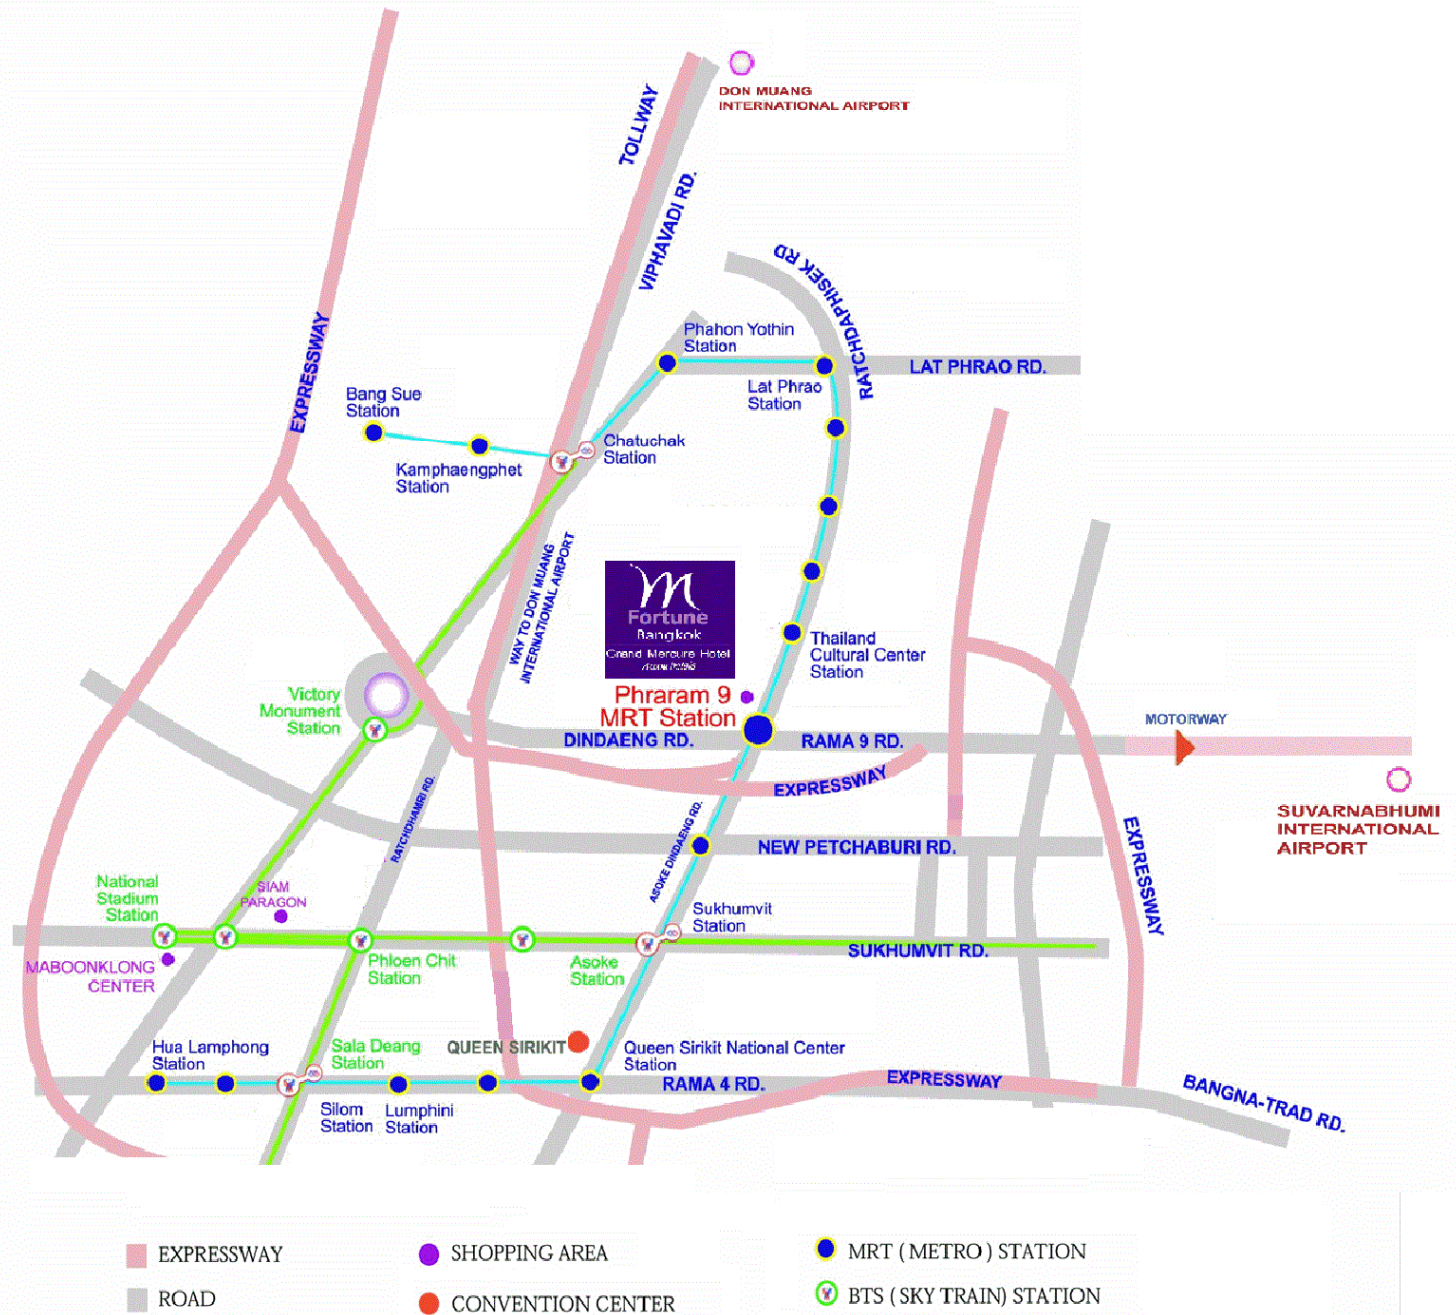 DON MUANG
INTERNATIONAL AIRPORT
TOLLWAY
VIPHAVADI RD.
RATCHDAPHISEK RD
Phahon Yothin
Station
EXPRESSWAY
LAT PHRAO RD.
Lat Phrao
Station
Bang Sue
Station
Chatuchak
Station
Kamphaengphet
Station
WAY TO DON MUANG
INTERNATIONAL AIRPORT
m
Fortune
Bangkok
Grand Mercure Hotel
Thailand
Cultural Center
Station
Victory
Monument
Station
Phraram 9
MRT Station
DINDAENG RD.
RAMA 9 RD.
MOTORWAY
EXPRESSWAY
RATCHDHAMRI RD.
ASOKE DINDAENG RD.
SUVARNABHUMI
INTERNATIONAL
AIRPORT
NEW PETCHABURI RD.
EXPRESSWAY
National
Stadium
Station
SIAM
PARAGON
Sukhumvit
Station
MABOONKLONG
CENTER
Phloen Chit
Station
Asoke
Station
SUKHUMVIT RD.
Hua Lamphong
Station
Sala Deang
Station
QUEEN SIRIKIT
Queen Sirikit National Center
Station
RAMA 4 RD.
EXPRESSWAY
BANGNA-TRAD RD.
Silom
Station
Lumphini
Station
EXPRESSWAY
SHOPPING AREA
MRT ( METRO ) STATION
ROAD
CONVENTION CENTER
BTS ( SKY TRAIN) STATION